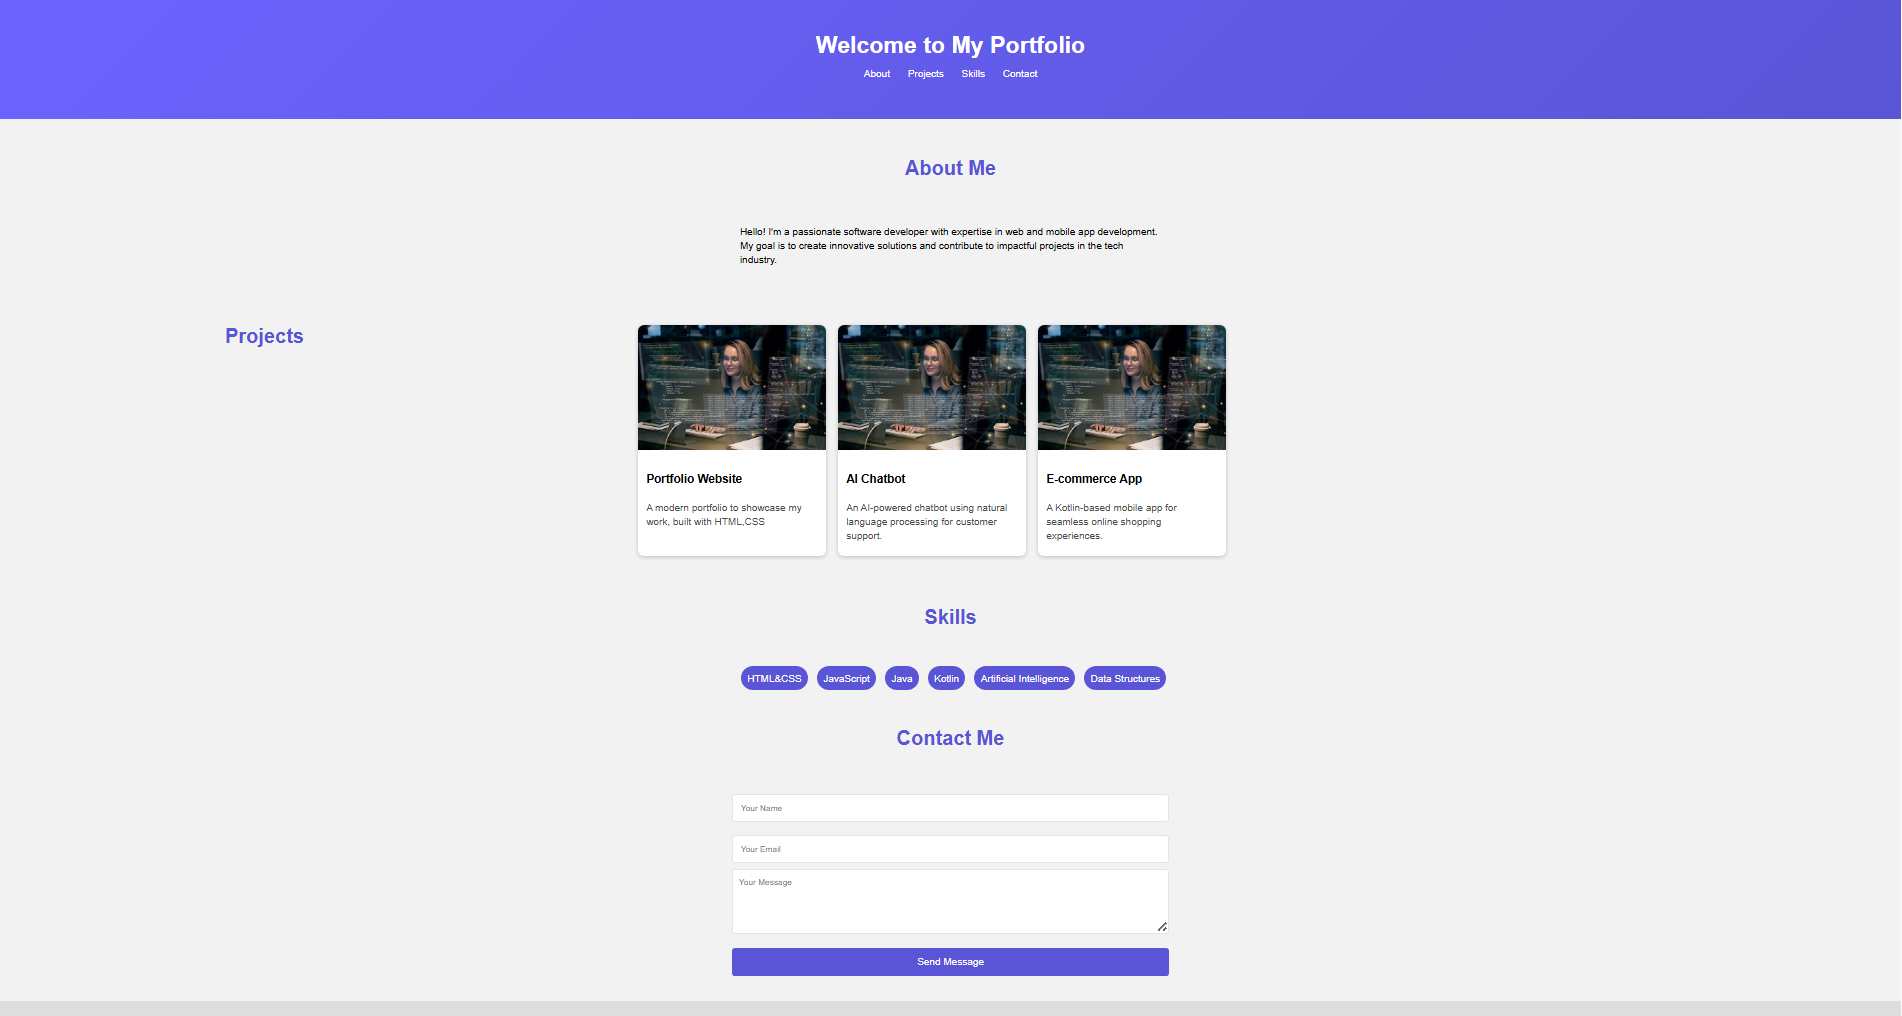 Welcome to My Portfolio
About Projects Skills Contact
About Me
Hello! I'm a passionate software developer with expertise in web and mobile app development.
My goal is to create innovative solutions and contribute to impactful projects in the tech
industry.
Projects
Portfolio Website
A modern portfolio to showcase my
work, built with HTML,CSS
AI Chatbot
An AI-powered chatbot using natural
language processing for customer
support.
E-commerce App
A Kotlin-based mobile app for
seamless online shopping
experiences.
Skills
HTML&CSS JavaScript Java Kotlin Artificial Intelligence Data Structures
Contact Me
Your Name
Your Email
Your Message
Send Message